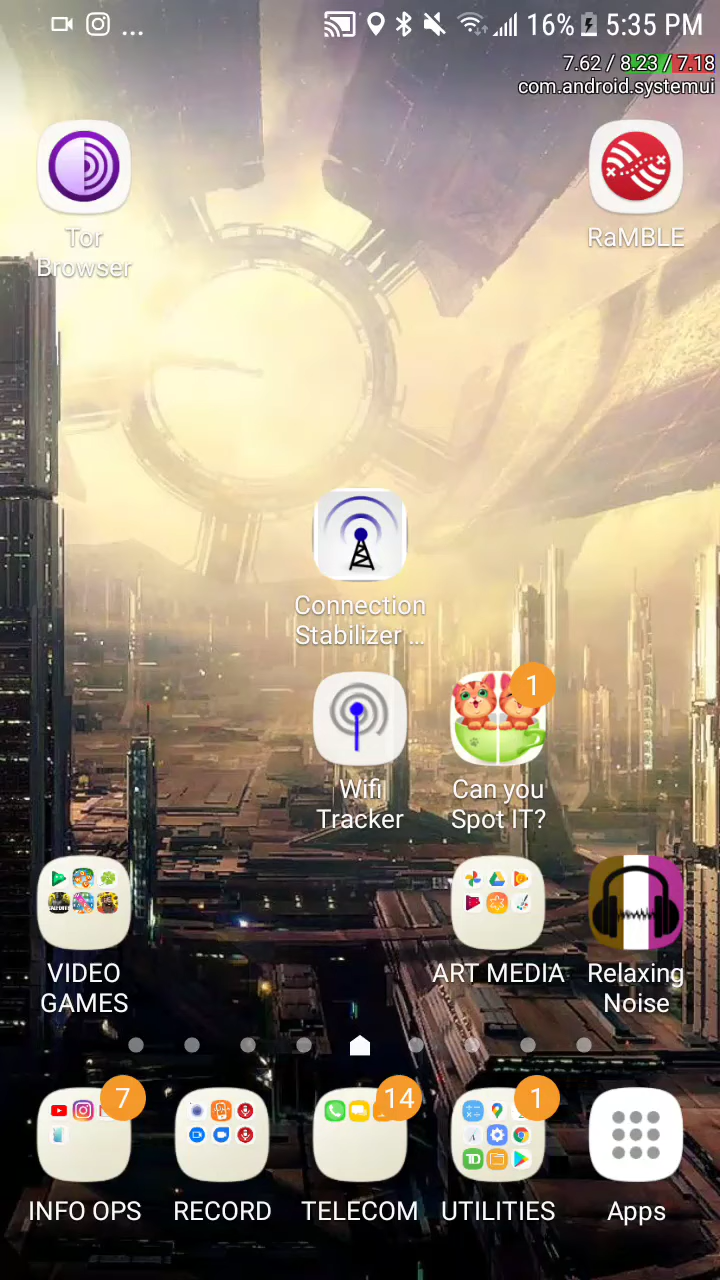 ... 16% 5:35 PM
7.62 / 8.23 / 7.18
com.android.systemui
Tor
Browser
RaMBLE
Connection
Stabilizer ...
1
Wifi
Tracker
Can you
Spot IT?
VIDEO
GAMES
ART MEDIA
Relaxing
Noise
7
14
1
INFO OPS
RECORD
TELECOM
UTILITIES
Apps